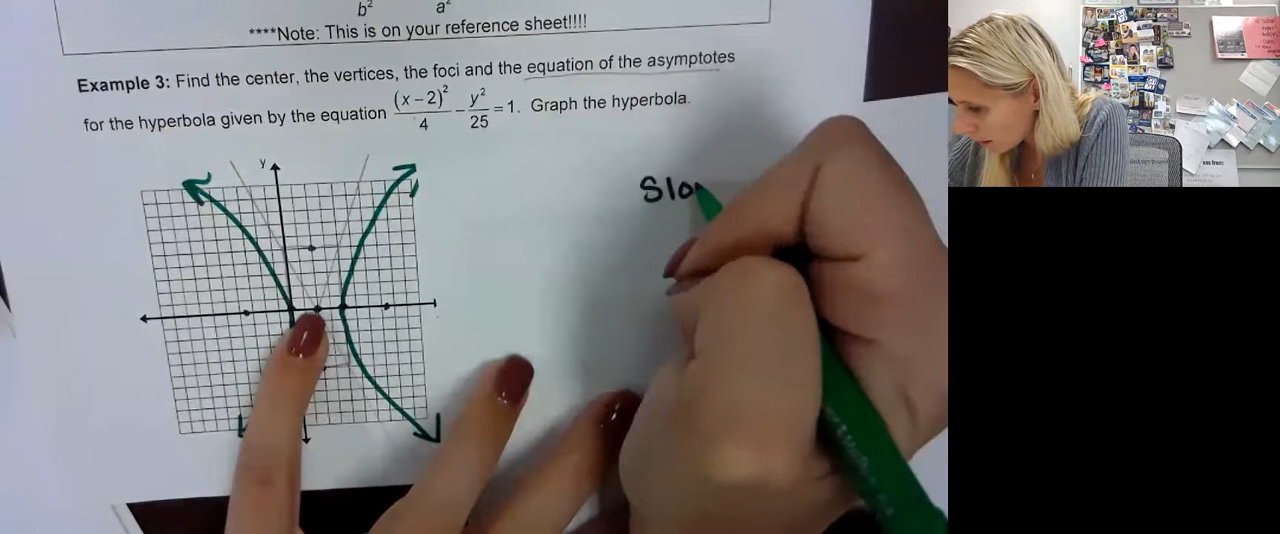 b² a²
****Note: This is on your reference sheet!!!!
Example 3: Find the center, the vertices, the foci and the equation of the asymptotes
for the hyperbola given by the equation (x – 2)²/4 – y²/25 = 1. Graph the hyperbola.
y
Slo